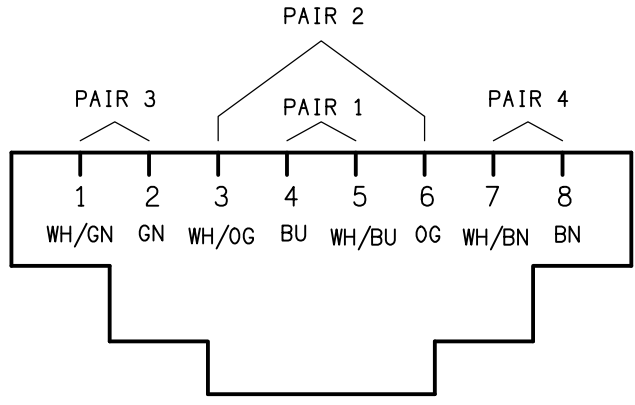 PAIR 2
PAIR 3 PAIR 1 PAIR 4
1 2 3 4 5 6 7 8
WH/GN GN WH/OG BU WH/BU OG WH/BN BN